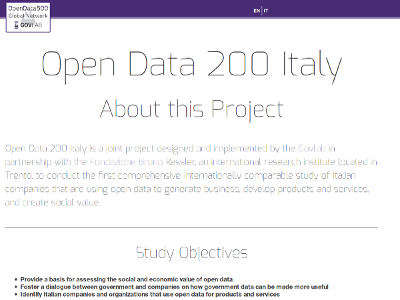 OpenData500
Global Network
GOVLAB
EN | IT
Open Data 200 Italy
About this Project
Open Data 200 Italy is a joint project designed and implemented by the GovLab in
partnership with the Fondazione Bruno Kessler, an international research institute located in
Trento, to conduct the first comprehensive, internationally comparable study of Italian
companies that are using open data to generate business, develop products and services,
and create social value.
Study Objectives
• Provide a basis for assessing the social and economic value of open data
• Foster a dialogue between government and companies on how government data can be made more useful
• Identify Italian companies and organizations that use open data for products and services